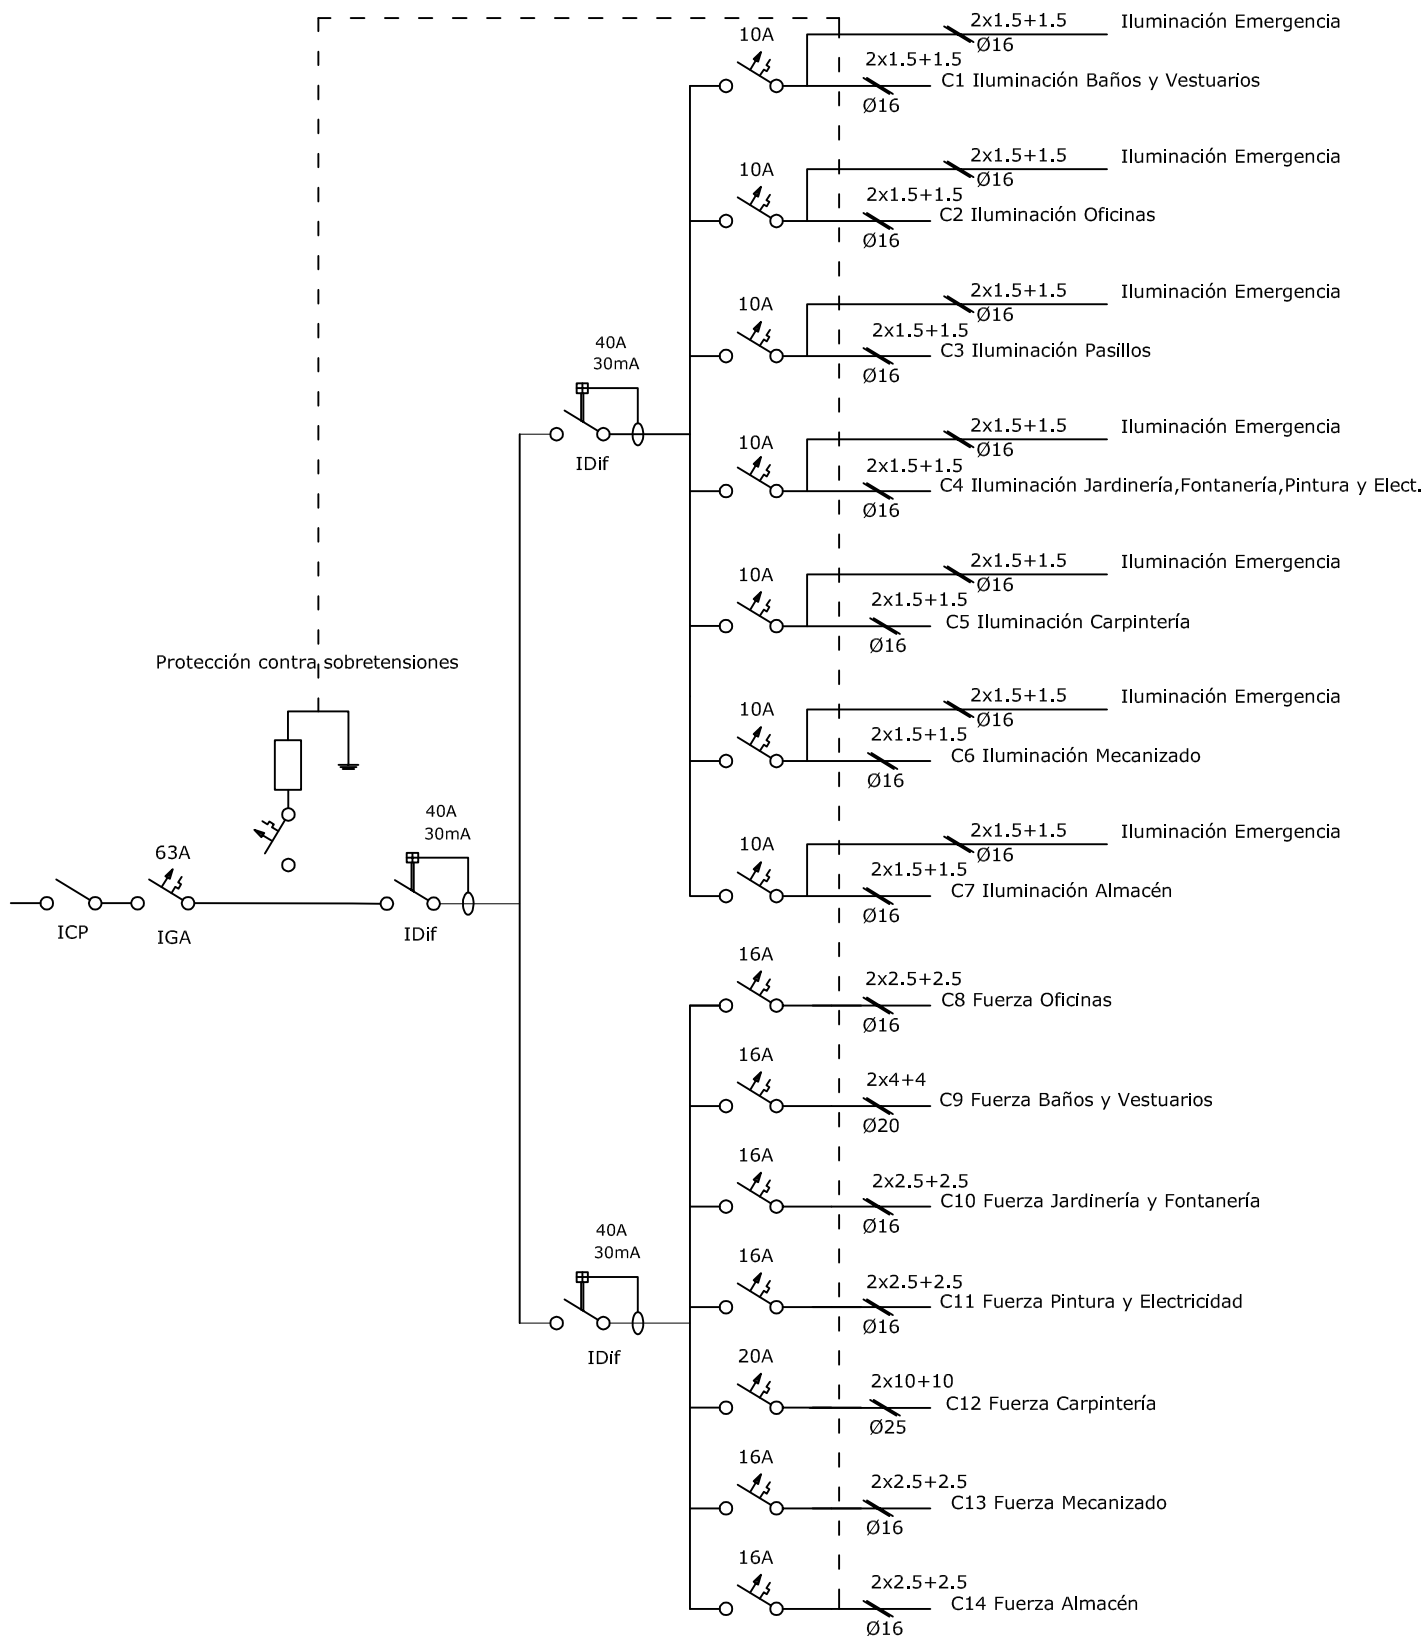 2x1.5+1.5
Iluminación Emergencia
10A
Ø16
2x1.5+1.5
C1 Iluminación Baños y Vestuarios
Ø16
2x1.5+1.5
Iluminación Emergencia
10A
Ø16
2x1.5+1.5
C2 Iluminación Oficinas
Ø16
2x1.5+1.5
Iluminación Emergencia
10A
Ø16
2x1.5+1.5
C3 Iluminación Pasillos
Ø16
40A
30mA
IDif
2x1.5+1.5
Iluminación Emergencia
10A
Ø16
2x1.5+1.5
C4 Iluminación Jardinería,Fontanería,Pintura y Elect.
Ø16
2x1.5+1.5
Iluminación Emergencia
10A
Ø16
2x1.5+1.5
C5 Iluminación Carpintería
Ø16
Protección contra sobretensiones
2x1.5+1.5
Iluminación Emergencia
10A
Ø16
2x1.5+1.5
C6 Iluminación Mecanizado
Ø16
40A
30mA
63A
ICP
IGA
IDif
2x1.5+1.5
Iluminación Emergencia
10A
Ø16
2x1.5+1.5
C7 Iluminación Almacén
Ø16
16A
2x2.5+2.5
C8 Fuerza Oficinas
Ø16
16A
2x4+4
C9 Fuerza Baños y Vestuarios
Ø20
16A
2x2.5+2.5
C10 Fuerza Jardinería y Fontanería
Ø16
40A
30mA
IDif
16A
2x2.5+2.5
C11 Fuerza Pintura y Electricidad
Ø16
20A
2x10+10
C12 Fuerza Carpintería
Ø25
16A
2x2.5+2.5
C13 Fuerza Mecanizado
Ø16
16A
2x2.5+2.5
C14 Fuerza Almacén
Ø16